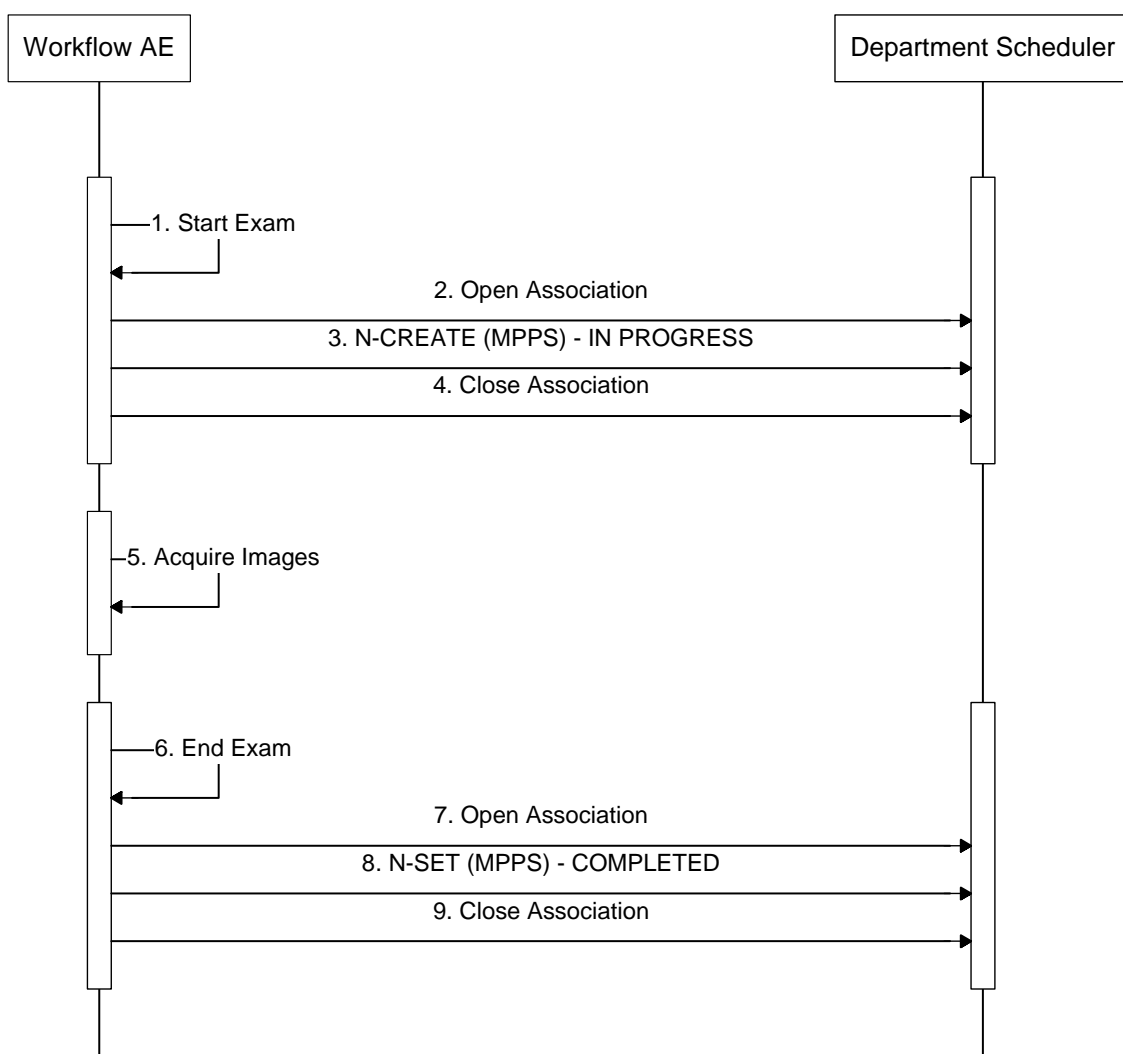 Workflow AE
Department Scheduler
1. Start Exam
2. Open Association
3. N-CREATE (MPPS) - IN PROGRESS
4. Close Association
5. Acquire Images
6. End Exam
7. Open Association
8. N-SET (MPPS) - COMPLETED
9. Close Association